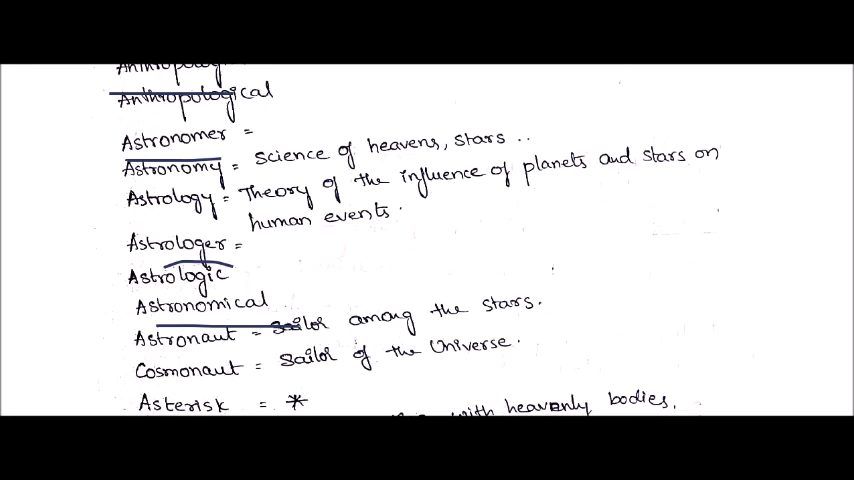 Anthropolog
Anthropological
Astronomer =
Astronomy = Science of heavens, stars ..
Astrology = Theory of the influence of planets and stars on
human events.
Astrologer =
Astrologic
Astronomical
Astronaut = Sailor among the stars.
Cosmonaut = Sailor of the Universe.
Asterisk = *
with heavenly bodies.